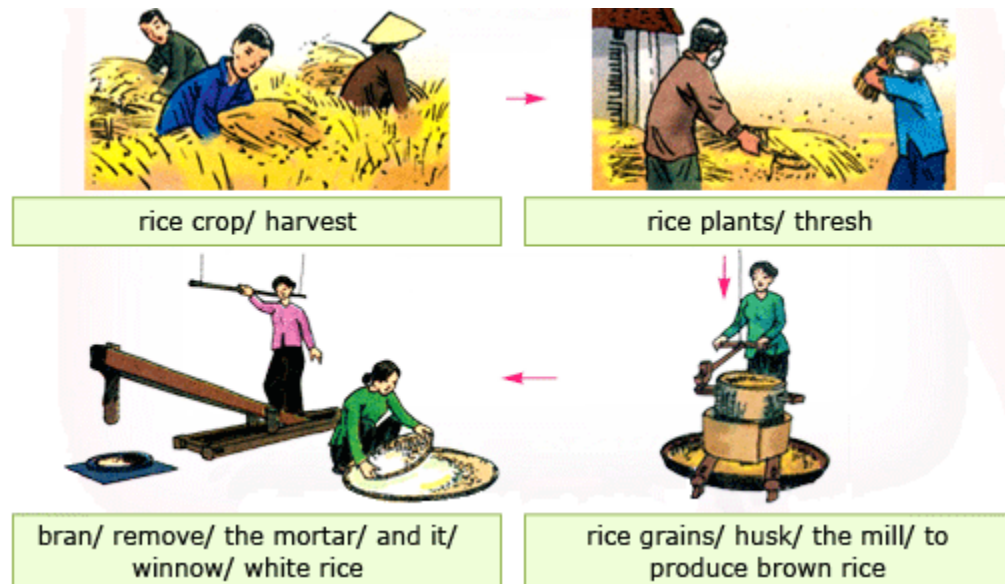 rice crop/ harvest
rice plants/ thresh
bran/ remove/ the mortar/ and it/
winnow/ white rice
rice grains/ husk/ the mill/ to
produce brown rice